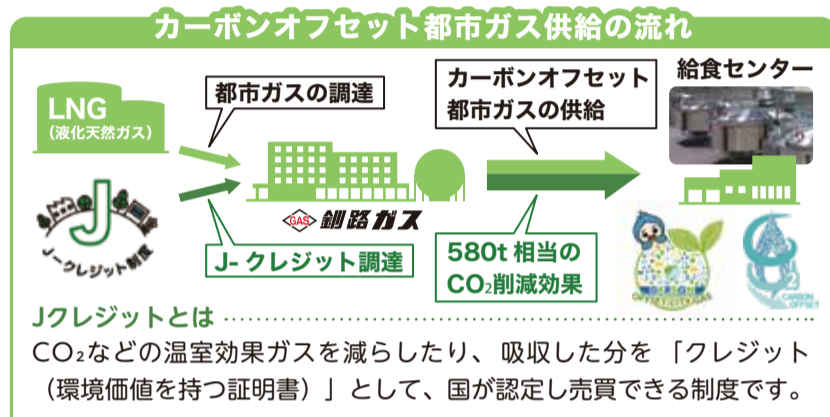 カーボンオフセット都市ガス供給の流れ
LNG
（液化天然ガス）
都市ガスの調達
カーボンオフセット
都市ガスの供給
給食センター
GAS 釧路ガス
J
J-クレジット制度
J-クレジット調達
580t相当の
CO₂削減効果
OFFSET CITY GAS
CO2
CARBON
OFFSET
Jクレジットとは
CO₂などの温室効果ガスを減らしたり、吸収した分を「クレジット
（環境価値を持つ証明書）」として、国が認定し売買できる制度です。